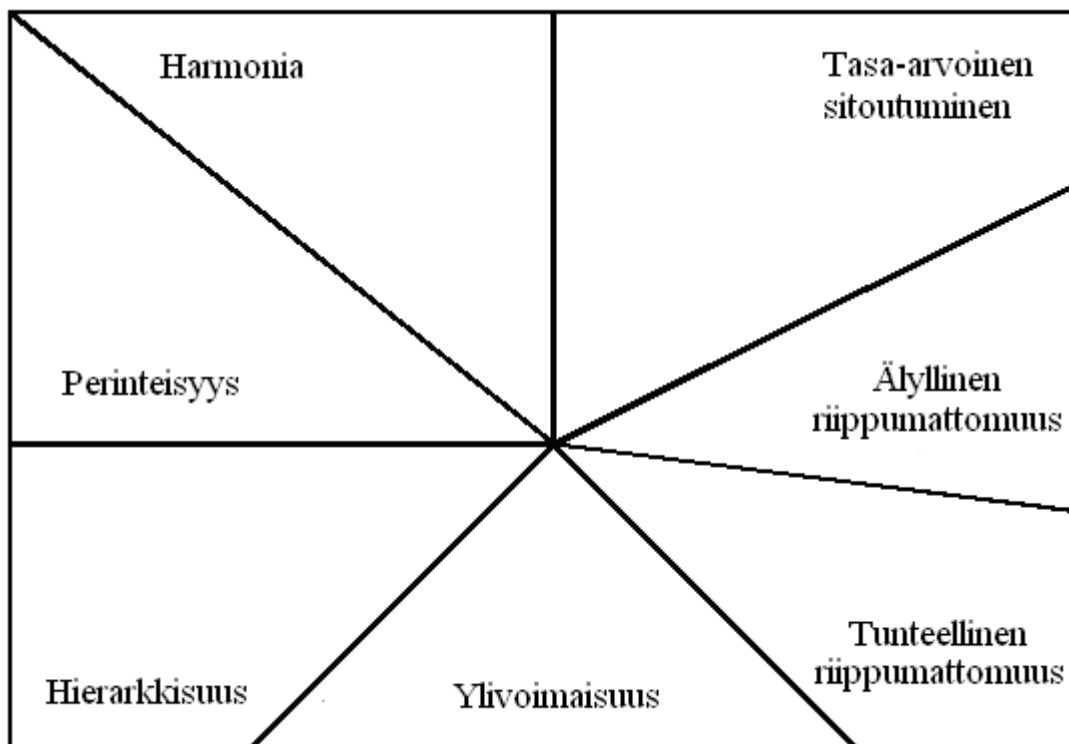 Harmonia
Tasa-arvoinen
sitoutuminen
Perinteisyys
Älyllinen
riippumattomuus
Hierarkkisuus
Ylivoimaisuus
Tunteellinen
riippumattomuus